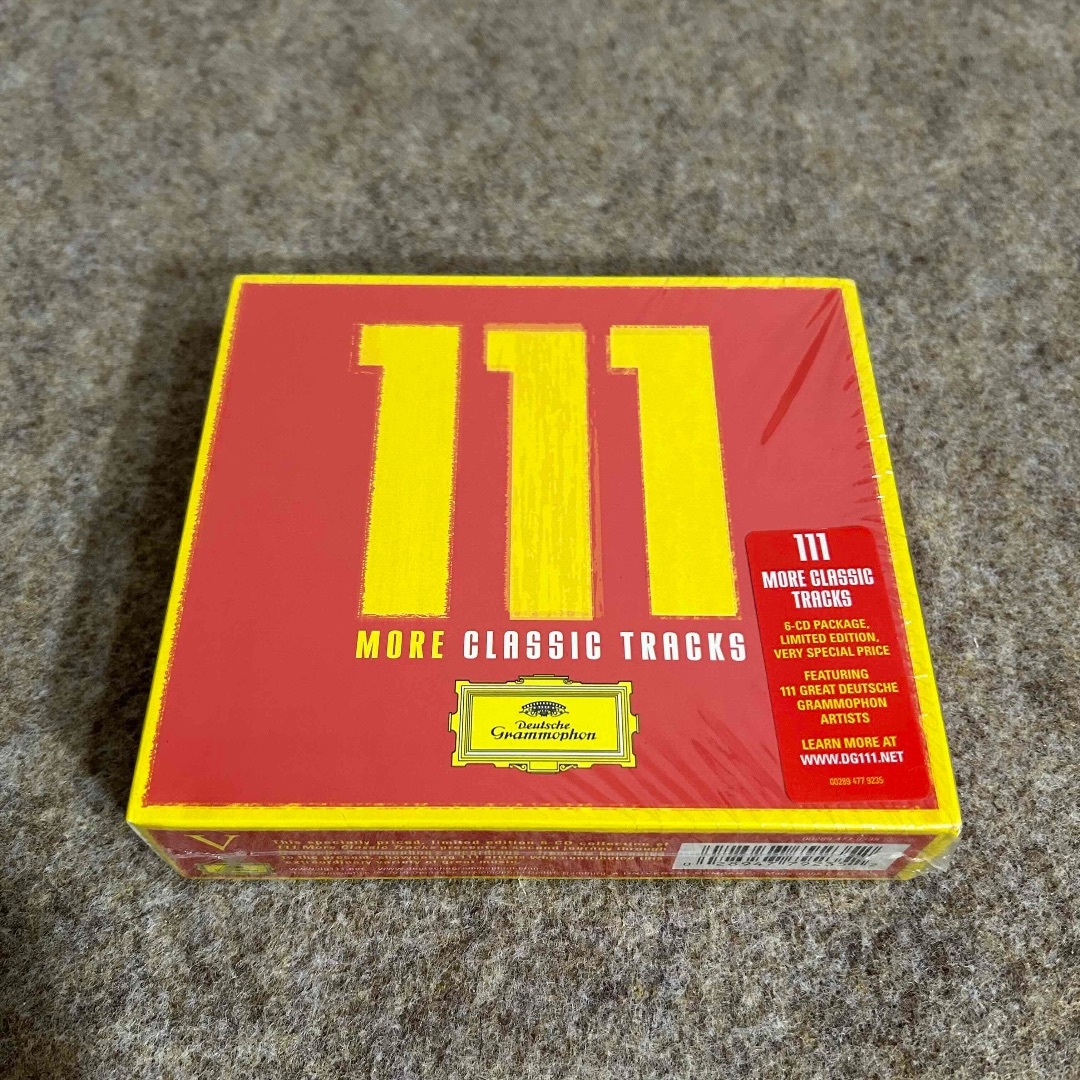 111
MORE CLASSIC TRACKS
Deutsche
Grammophon
111
MORE CLASSIC
TRACKS
6-CD PACKAGE,
LIMITED EDITION,
VERY SPECIAL PRICE
FEATURING
111 GREAT DEUTSCHE
GRAMMOPHON
ARTISTS
LEARN MORE AT
WWW.DG111.NET
00289 477 9235
V